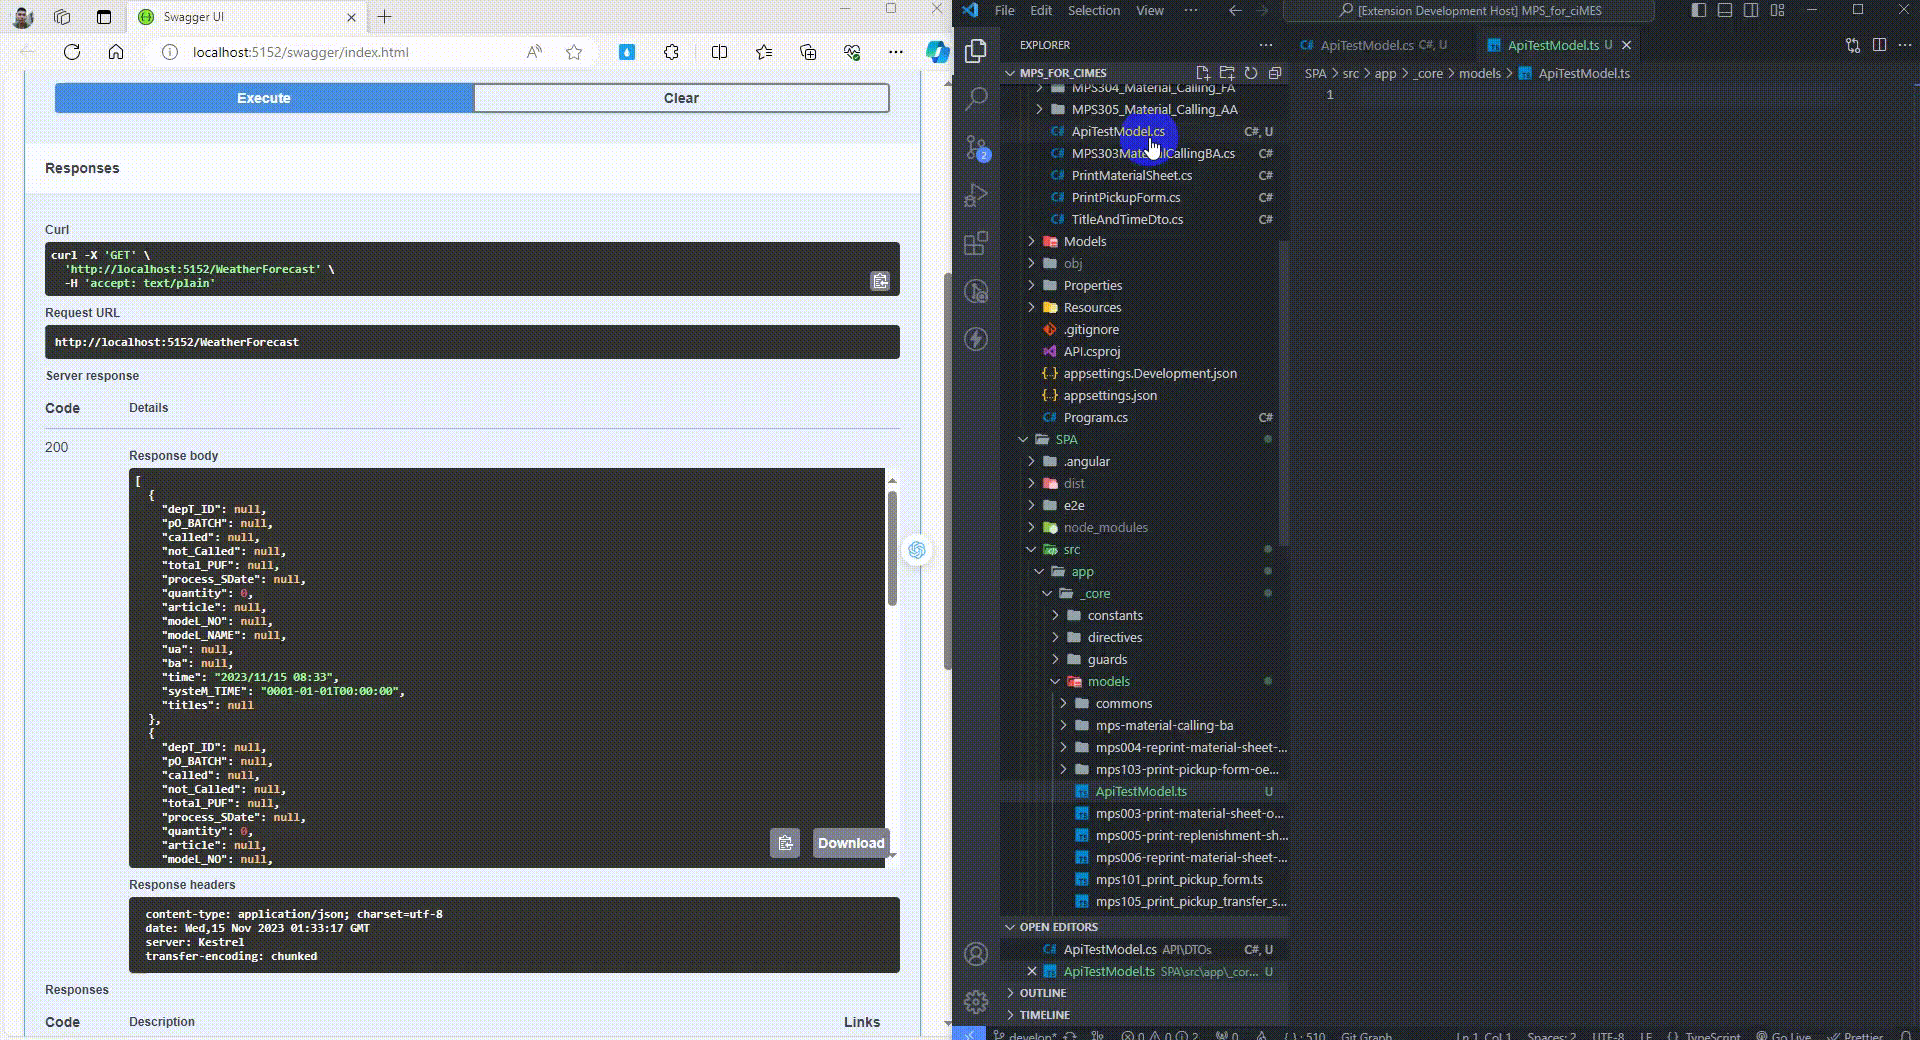 Swagger UI
localhost:5152/swagger/index.html
Execute
Clear
Responses
Curl
curl -X 'GET' \
'http://localhost:5152/WeatherForecast' \
-H 'accept: text/plain'
Request URL
http://localhost:5152/WeatherForecast
Server response
Code Details
200
Response body
[
{
"depT_ID": null,
"pO_BATCH": null,
"called": null,
"not_Called": null,
"total_PUF": null,
"process_SDate": null,
"quantity": 0,
"article": null,
"modeL_NO": null,
"modeL_NAME": null,
"ua": null,
"ba": null,
"time": "2023/11/15 08:33",
"systeM_TIME": "0001-01-01T00:00:00",
"titles": null
},
{
"depT_ID": null,
"pO_BATCH": null,
"called": null,
"not_Called": null,
"total_PUF": null,
"process_SDate": null,
"quantity": 0,
"article": null,
"modeL_NO": null,
Download
Response headers
content-type: application/json; charset=utf-8
date: Wed,15 Nov 2023 01:33:17 GMT
server: Kestrel
transfer-encoding: chunked
Responses
Code Description Links
File Edit Selection View ··· [Extension Development Host] MPS_for_ciMES
EXPLORER
ApiTestModel.cs C#, U
ApiTestModel.ts U
MPS_FOR_CIMES
SPA > src > app > _core > models > ApiTestModel.ts
1
MPS304_Material_Calling_FA
MPS305_Material_Calling_AA
ApiTestModel.cs C#, U
MPS303MaterialCallingBA.cs C#
PrintMaterialSheet.cs C#
PrintPickupForm.cs C#
TitleAndTimeDto.cs C#
Models
obj
Properties
Resources
.gitignore
API.csproj
appsettings.Development.json
appsettings.json
Program.cs C#
SPA
.angular
dist
e2e
node_modules
src
app
_core
constants
directives
guards
models
commons
mps-material-calling-ba
mps004-reprint-material-sheet-...
mps103-print-pickup-form-oe...
ApiTestModel.ts U
mps003-print-material-sheet-o...
mps005-print-replenishment-sh...
mps006-reprint-material-sheet-...
mps101_print_pickup_form.ts
mps105_print_pickup_transfer_s...
OPEN EDITORS
ApiTestModel.cs API\DTOs C#, U
ApiTestModel.ts SPA\src\app\_cor... U
OUTLINE
TIMELINE
2
develop* 0 0 2 0 {..}: 510 Git Graph Ln 1, Col 1 Spaces: 2 UTF-8 LF { } TypeScript Go Live Prettier